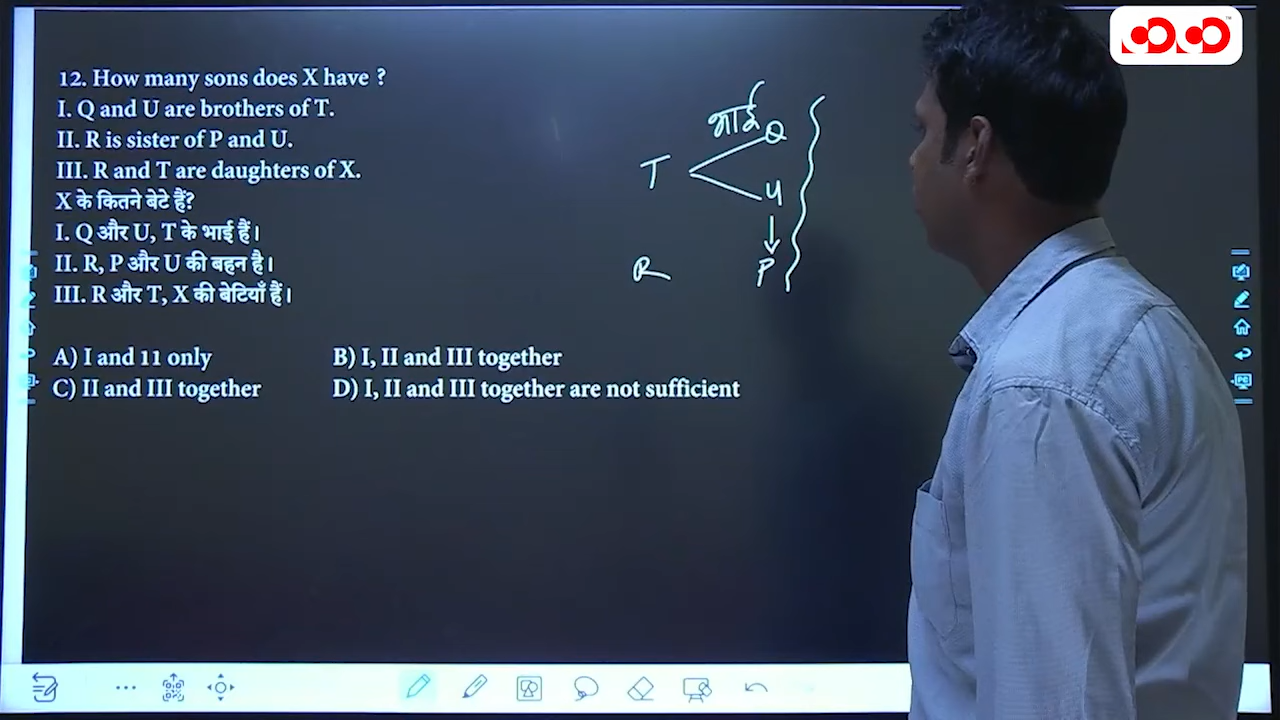 12. How many sons does X have ?
I. Q and U are brothers of T.
II. R is sister of P and U.
III. R and T are daughters of X.
X के कितने बेटे हैं?
I. Q और U, T के भाई हैं।
II. R, P और U की बहन है।
III. R और T, X की बेटियाँ हैं।
A) I and 11 only
B) I, II and III together
C) II and III together
D) I, II and III together are not sufficient
भाई
Q
T
U
R
P